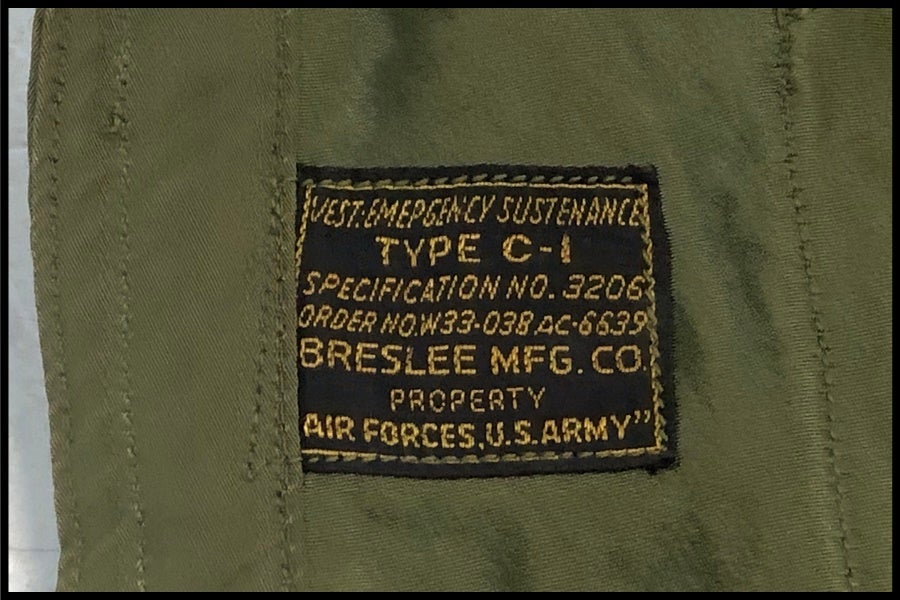 VEST:EMERGENCY SUSTENANCE
TYPE C-1
SPECIFICATION NO. 3206
ORDER NO.W33-038 AC-6639
BRESLEE MFG. CO.
PROPERTY
AIR FORCES,U.S.ARMY"